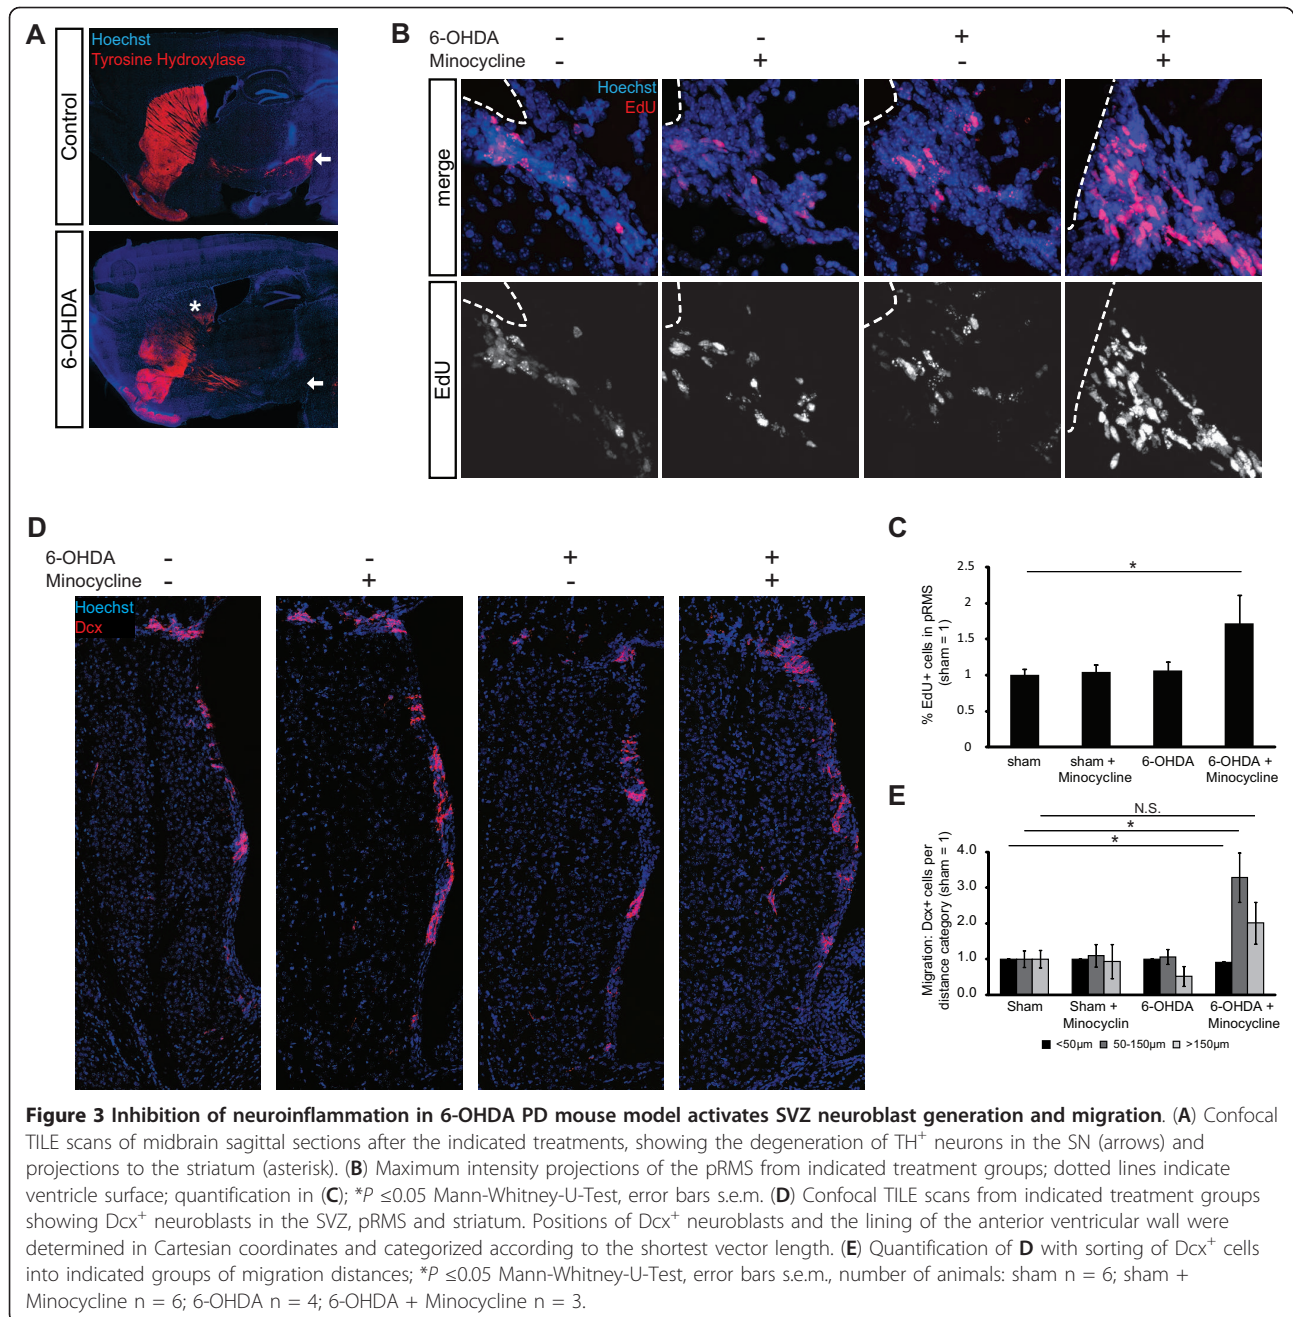 A
Control
Hoechst
Tyrosine Hydroxylase
6-OHDA
*
B
6-OHDA - - + +
Minocycline - + - +
merge
Hoechst
EdU
EdU
D
6-OHDA - - + +
Minocycline - + - +
Hoechst
Dcx
C
% EdU+ cells in pRMS
(sham = 1)
2.5
2
1.5
1
0.5
0
*
sham
sham +
Minocycline
6-OHDA
6-OHDA +
Minocycline
E
Migration: Dcx+ cells per
distance category (sham = 1)
4.0
3.0
2.0
1.0
0.0
N.S.
*
*
Sham
Sham +
Minocyclin
6-OHDA
6-OHDA +
Minocycline
<50µm 50-150µm >150µm
Figure 3 Inhibition of neuroinflammation in 6-OHDA PD mouse model activates SVZ neuroblast generation and migration. (A) Confocal
TILE scans of midbrain sagittal sections after the indicated treatments, showing the degeneration of TH+ neurons in the SN (arrows) and
projections to the striatum (asterisk). (B) Maximum intensity projections of the pRMS from indicated treatment groups; dotted lines indicate
ventricle surface; quantification in (C); *P ≤0.05 Mann-Whitney-U-Test, error bars s.e.m. (D) Confocal TILE scans from indicated treatment groups
showing Dcx+ neuroblasts in the SVZ, pRMS and striatum. Positions of Dcx+ neuroblasts and the lining of the anterior ventricular wall were
determined in Cartesian coordinates and categorized according to the shortest vector length. (E) Quantification of D with sorting of Dcx+ cells
into indicated groups of migration distances; *P ≤0.05 Mann-Whitney-U-Test, error bars s.e.m., number of animals: sham n = 6; sham +
Minocycline n = 6; 6-OHDA n = 4; 6-OHDA + Minocycline n = 3.